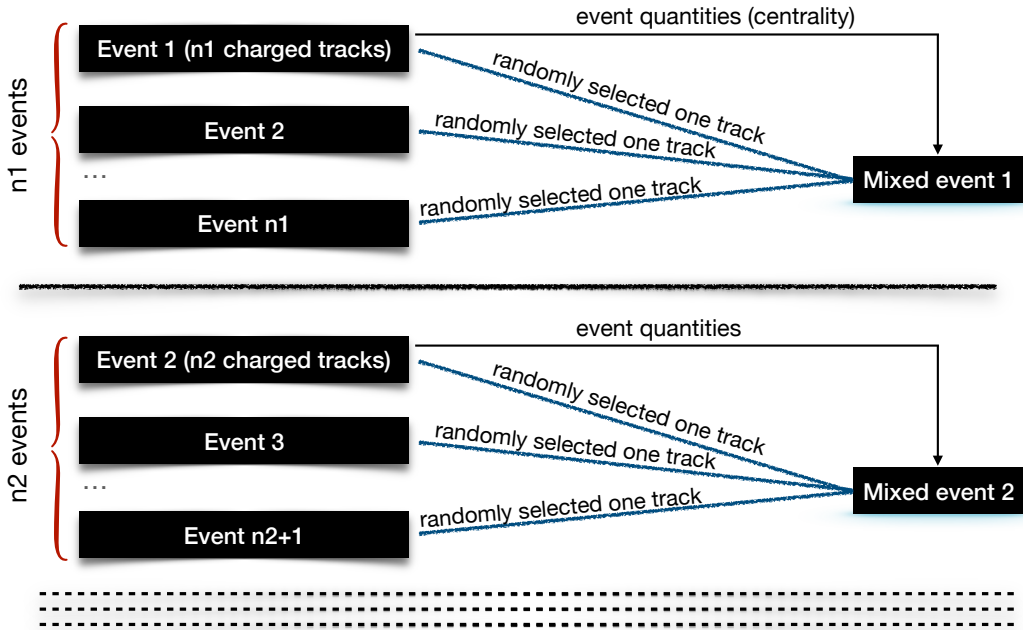 event quantities (centrality)
Event 1 (n1 charged tracks)
randomly selected one track
n1 events
Event 2
randomly selected one track
...
Mixed event 1
randomly selected one track
Event n1
event quantities
Event 2 (n2 charged tracks)
randomly selected one track
n2 events
Event 3
randomly selected one track
...
Mixed event 2
randomly selected one track
Event n2+1